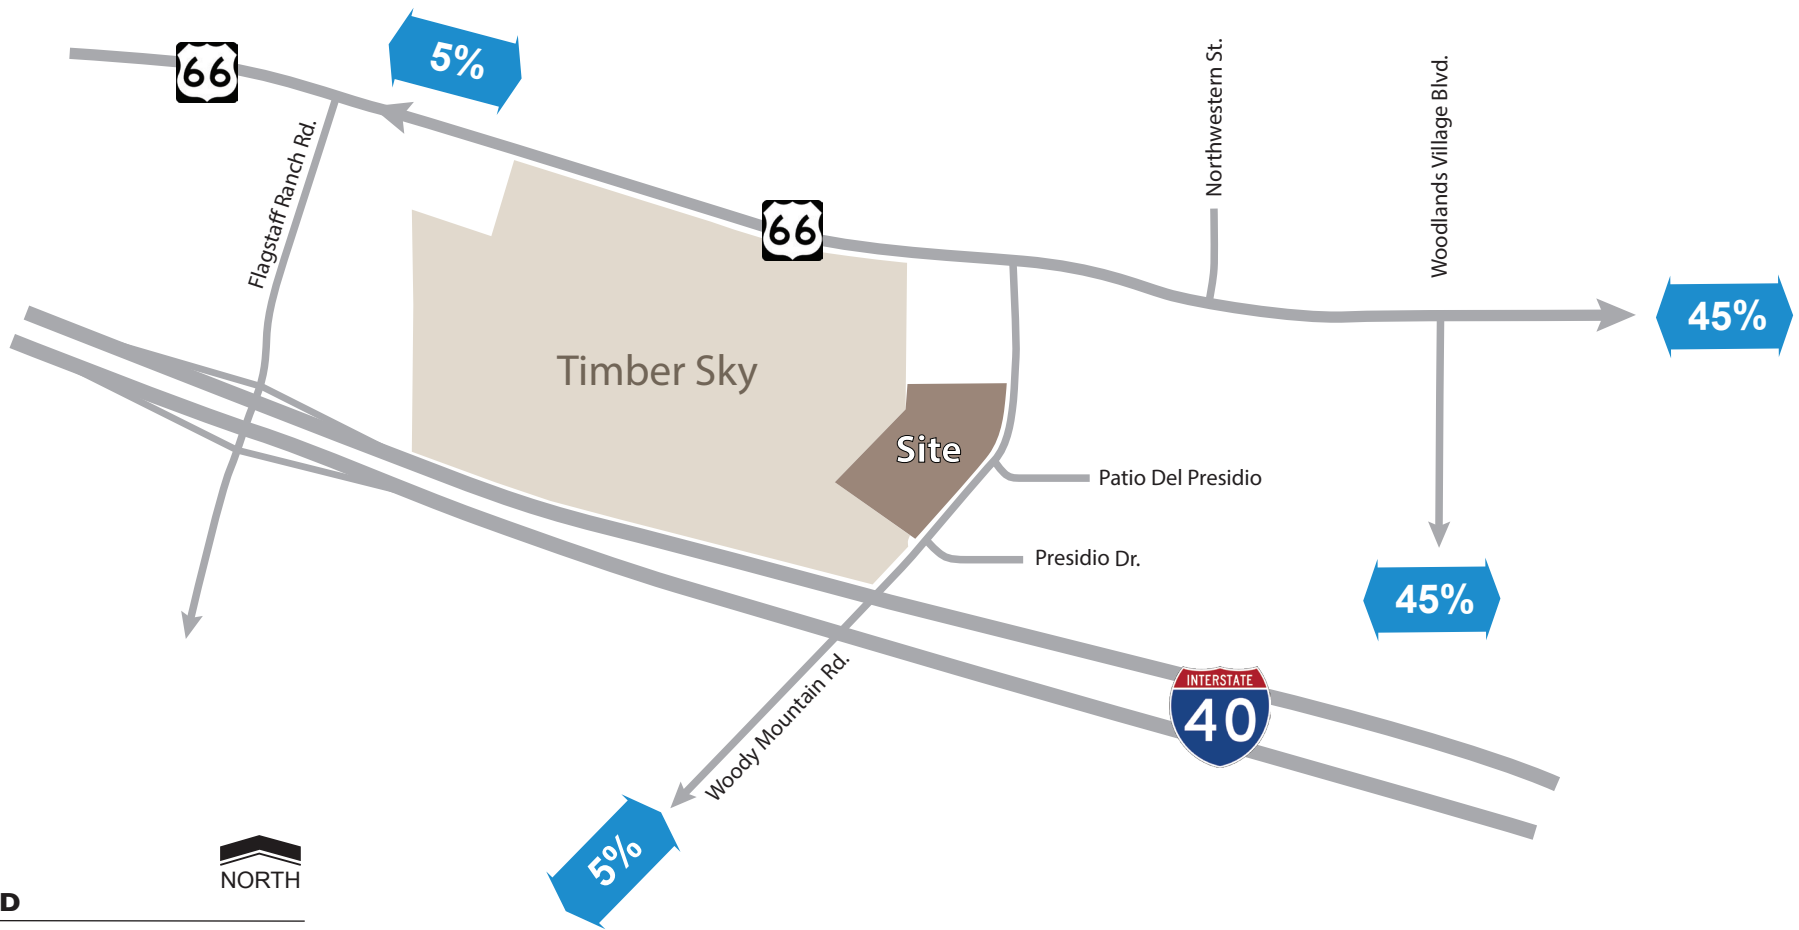 66
5%
Northwestern St.
Woodlands Village Blvd.
Flagstaff Ranch Rd.
66
45%
Timber Sky
Site
Patio Del Presidio
Presidio Dr.
45%
Woody Mountain Rd.
INTERSTATE
40
5%
NORTH
D